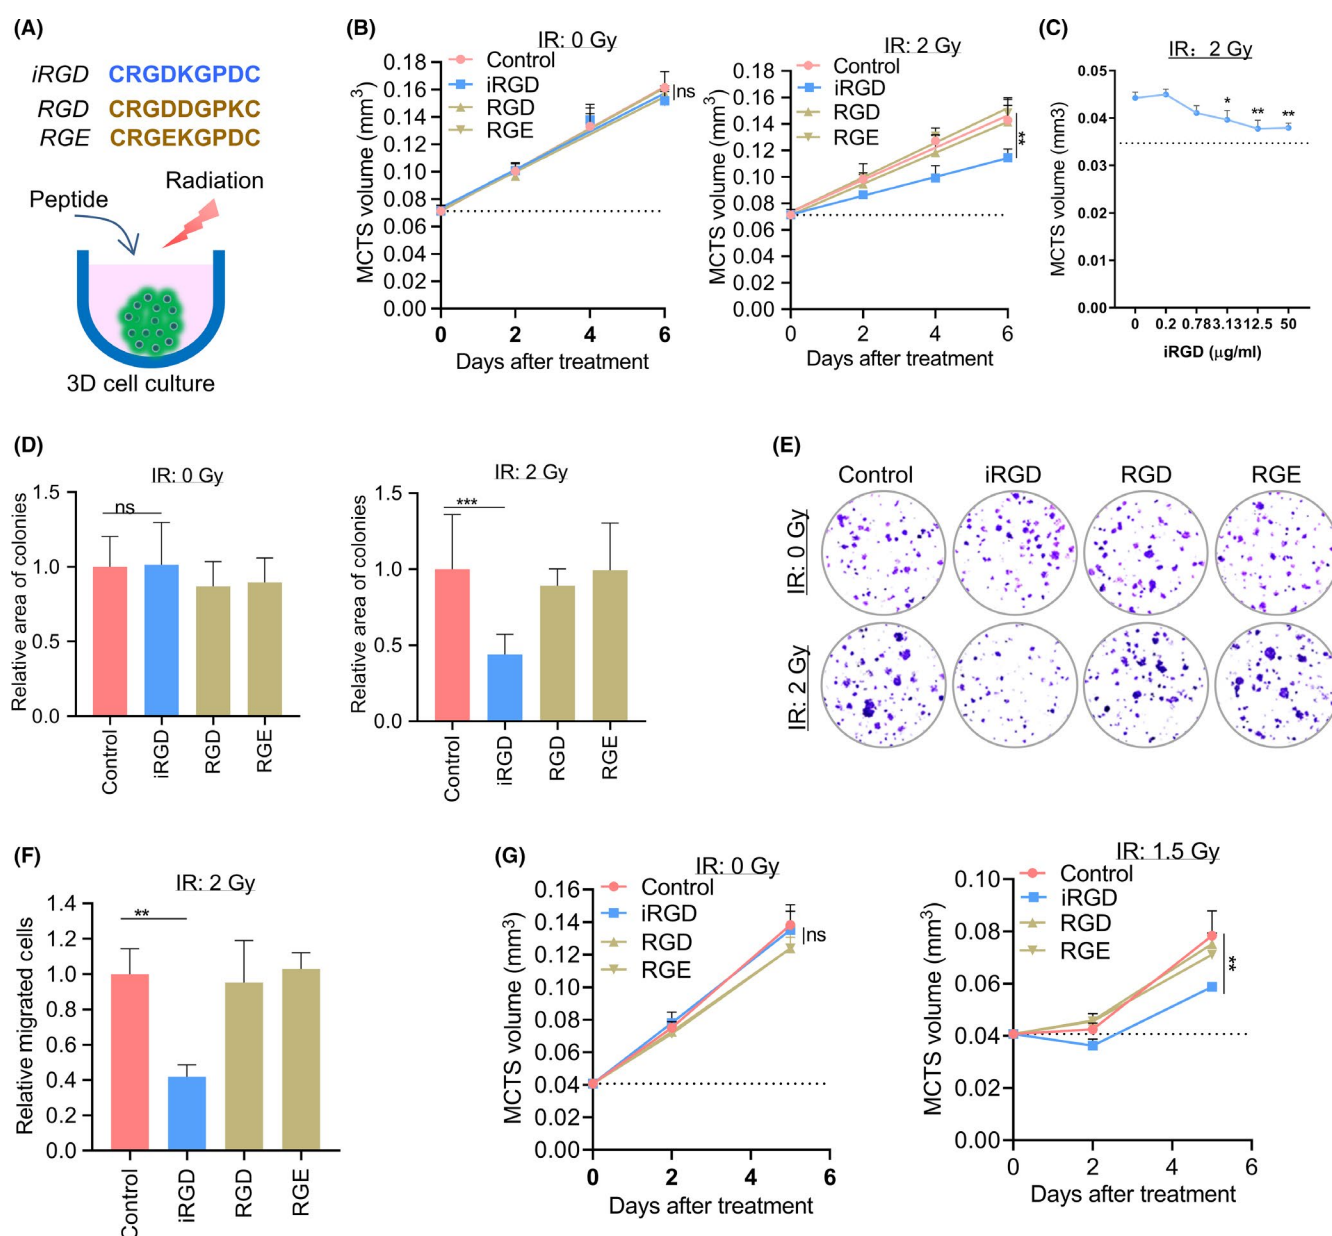 (A)
iRGD CRGDKGPDC
RGD CRGDDGPKC
RGE CRGEKGPDC
Peptide
Radiation
3D cell culture
(B)
IR: 0 Gy
Control
iRGD
RGD
RGE
MCTS volume (mm3)
0.18
0.16
0.14
0.12
0.10
0.08
0.06
0.04
0.02
0.00
ns
0 2 4 6
Days after treatment
IR: 2 Gy
Control
iRGD
RGD
RGE
MCTS volume (mm3)
0.18
0.16
0.14
0.12
0.10
0.08
0.06
0.04
0.02
0.00
**
0 2 4 6
Days after treatment
(C)
IR: 2 Gy
MCTS volume (mm3)
0.05
0.04
0.03
0.02
0.01
0.00
* ** **
0 0.2 0.78 3.13 12.5 50
iRGD (μg/ml)
(D)
IR: 0 Gy
Relative area of colonies
1.5
1.0
0.5
0.0
ns
Control iRGD RGD RGE
IR: 2 Gy
Relative area of colonies
1.5
1.0
0.5
0.0
***
Control iRGD RGD RGE
(E)
Control iRGD RGD RGE
IR: 0 Gy
IR: 2 Gy
(F)
IR: 2 Gy
Relative migrated cells
1.4
1.2
1.0
0.8
0.6
0.4
0.2
0.0
**
Control iRGD RGD RGE
(G)
IR: 0 Gy
Control
iRGD
RGD
RGE
MCTS volume (mm3)
0.16
0.14
0.12
0.10
0.08
0.06
0.04
0.02
0.00
ns
0 2 4 6
Days after treatment
IR: 1.5 Gy
Control
iRGD
RGD
RGE
MCTS volume (mm3)
0.10
0.08
0.06
0.04
0.02
0.00
**
0 2 4 6
Days after treatment